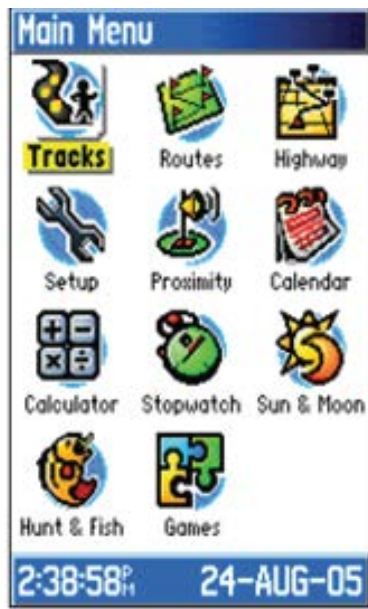 Main Menu
Tracks Routes Highway
Setup Proximity Calendar
Calculator Stopwatch Sun & Moon
Hunt & Fish Games
2:38:58PM 24-AUG-05